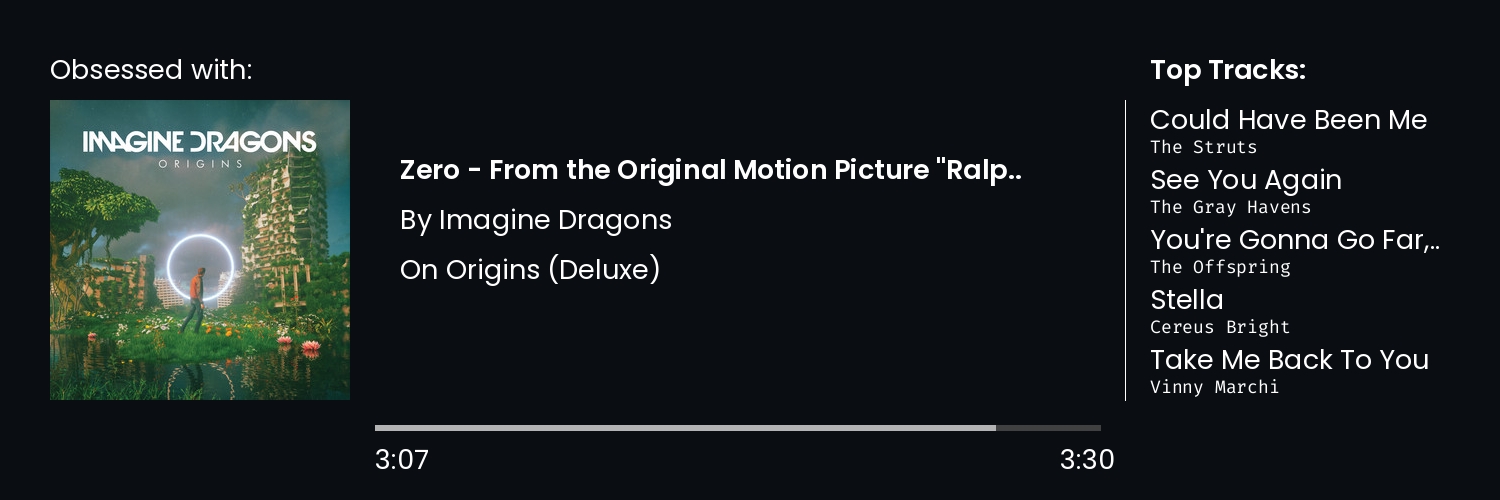 Obsessed with:
IMAGINE DRAGONS
ORIGINS
Zero - From the Original Motion Picture "Ralp..
By Imagine Dragons
On Origins (Deluxe)
3:07
3:30
Top Tracks:
Could Have Been Me
The Struts
See You Again
The Gray Havens
You're Gonna Go Far,..
The Offspring
Stella
Cereus Bright
Take Me Back To You
Vinny Marchi